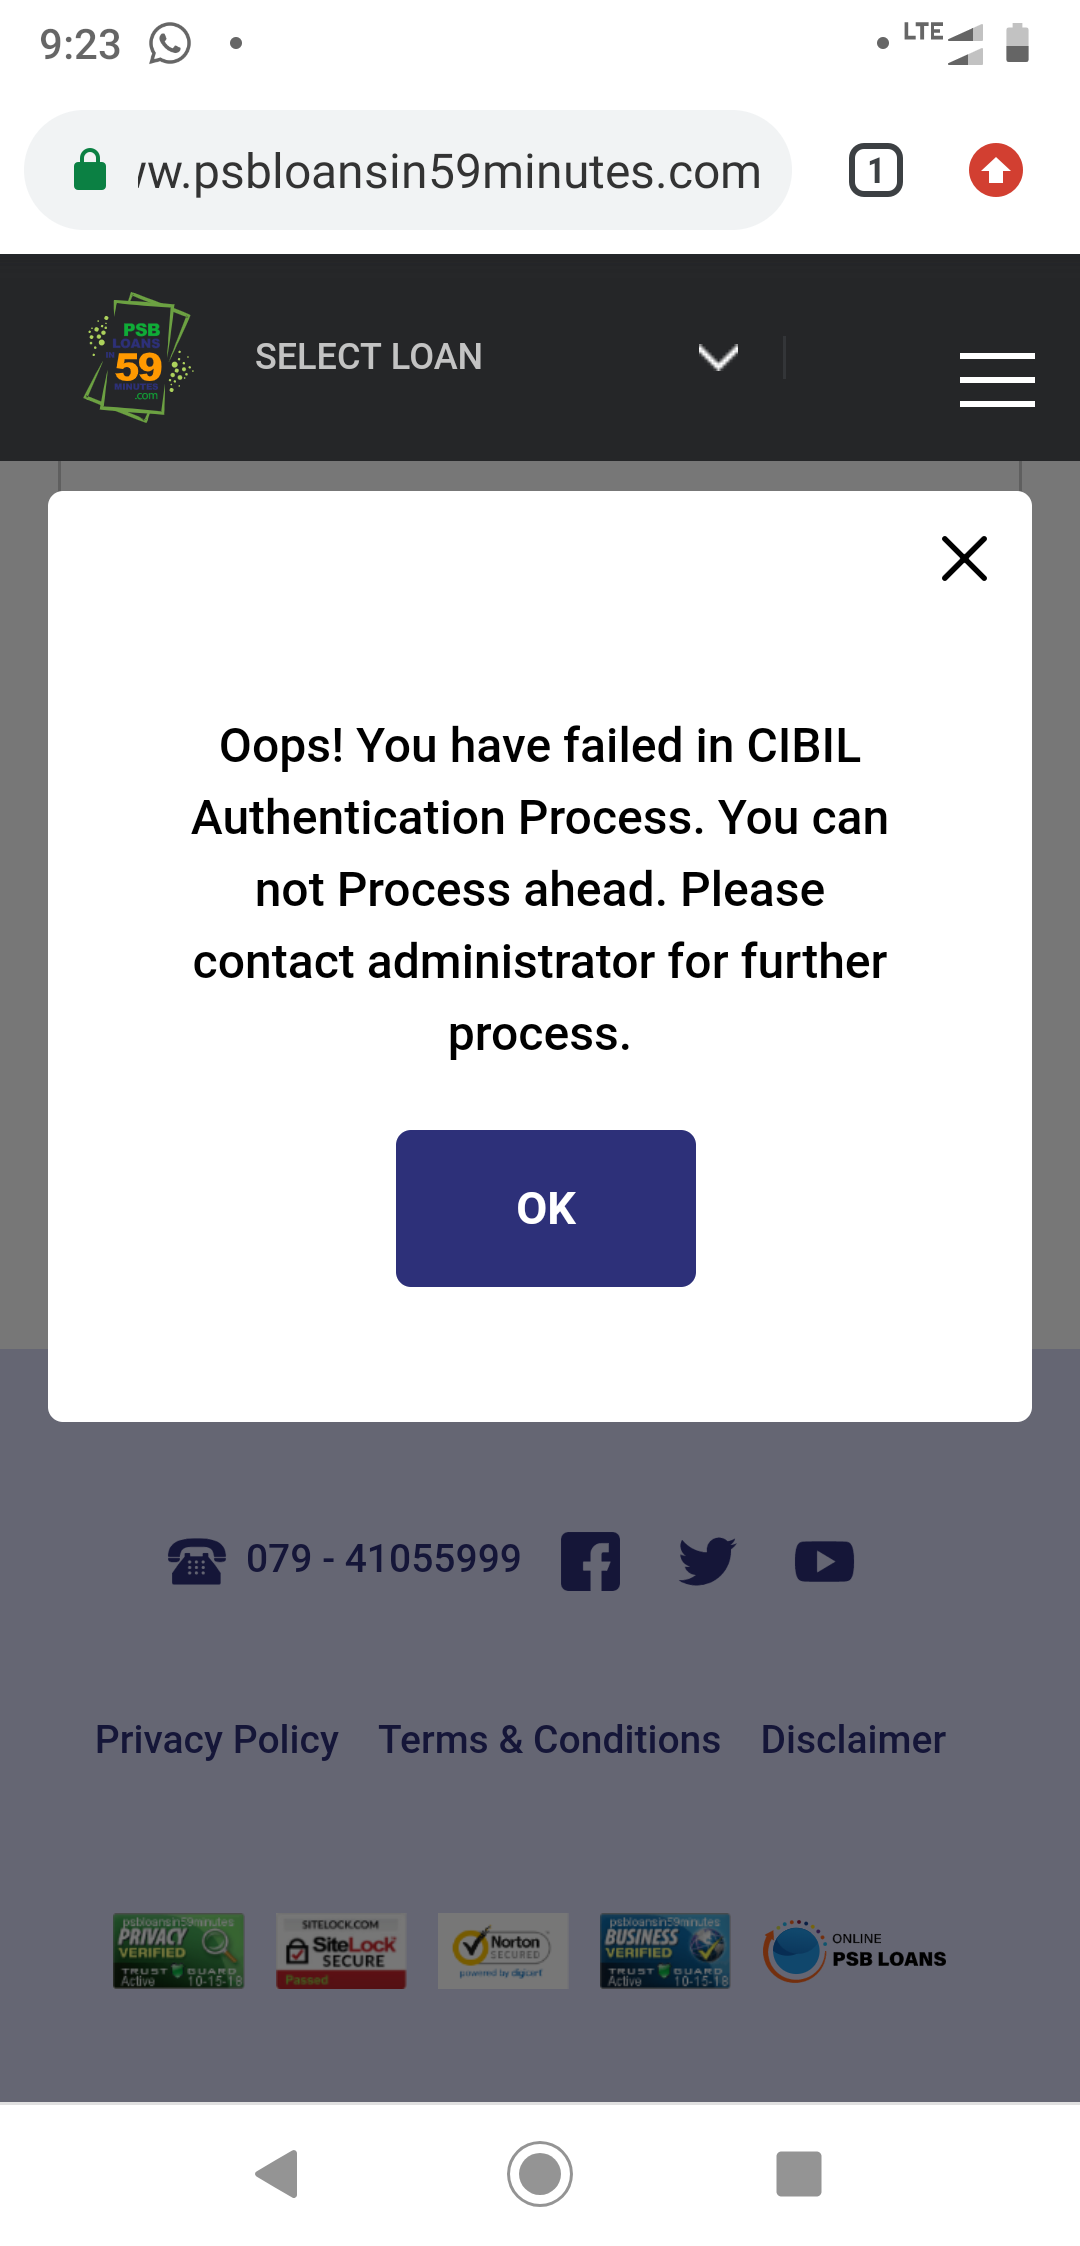 9:23
LTE
vw.psbloansin59minutes.com
1
PSB
LOANS
IN
59
MINUTES
.com
SELECT LOAN
Oops! You have failed in CIBIL
Authentication Process. You can
not Process ahead. Please
contact administrator for further
process.
OK
079 - 41055999
Privacy Policy Terms & Conditions Disclaimer
psbloansin59minutes
PRIVACY
VERIFIED
TRUST GUARD
Active 10-15-18
SITELOCK.COM
SiteLock
SECURE
Passed
Norton
SECURED
powered by digicert
psbloansin59minutes
BUSINESS
VERIFIED
TRUST GUARD
Active 10-15-18
ONLINE
PSB LOANS